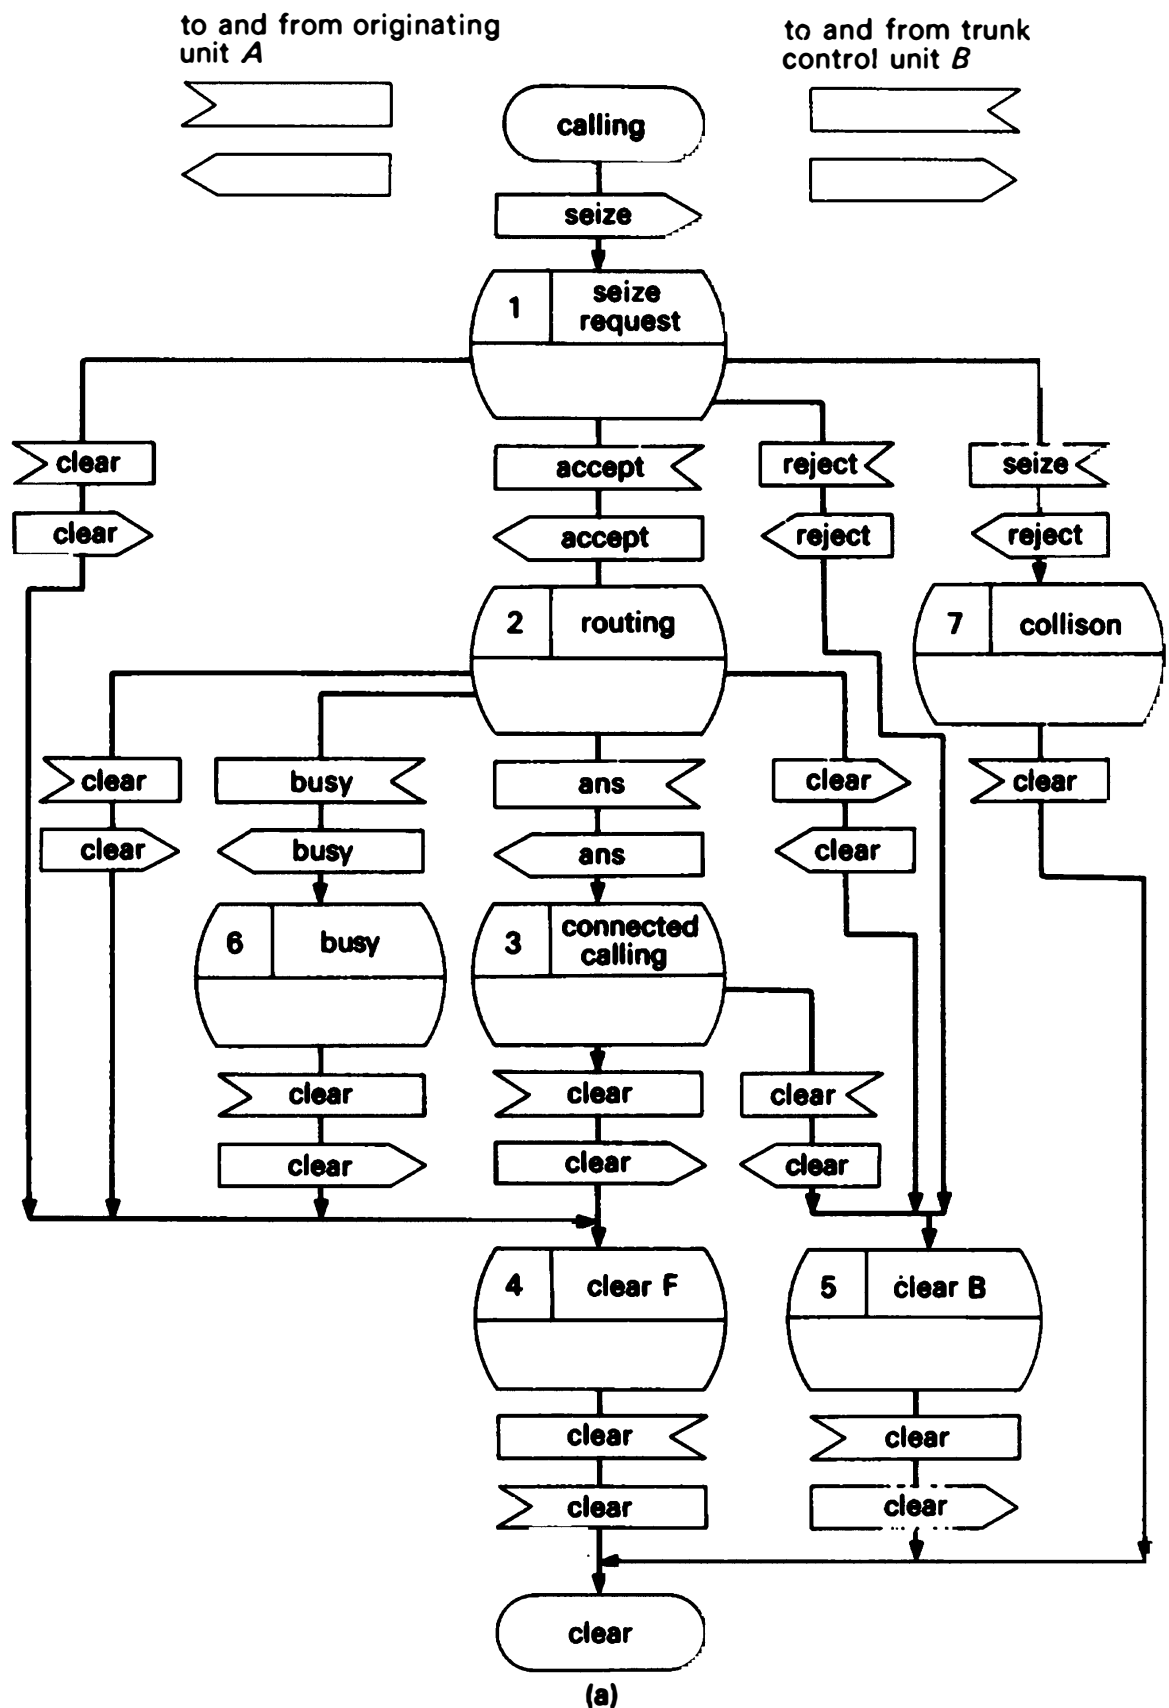 to and from originating
unit A
to and from trunk
control unit B
calling
seize
1
seize
request
clear
accept
reject
seize
clear
accept
reject
reject
2
routing
7
collison
clear
busy
ans
clear
clear
clear
busy
ans
clear
6
busy
3
connected
calling
clear
clear
clear
clear
clear
clear
4
clear F
5
clear B
clear
clear
clear
clear
clear
(a)